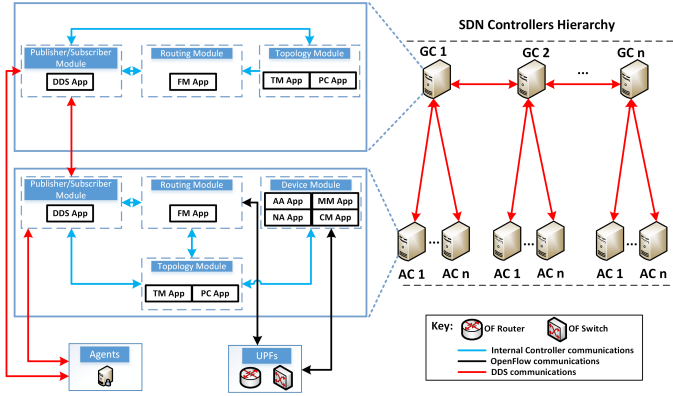 SDN Controllers Hierarchy
Publisher/Subscriber
Module
DDS App
Routing Module
FM App
Topology Module
TM App
PC App
GC 1
GC 2
...
GC n
Publisher/Subscriber
Module
DDS App
Routing Module
FM App
Device Module
AA App
MM App
NA App
CM App
Topology Module
TM App
PC App
...
...
...
AC 1
AC n
AC 1
AC n
AC 1
AC n
Agents
UPFs
Key:
OF Router
OF Switch
Internal Controller communications
OpenFlow communications
DDS communications